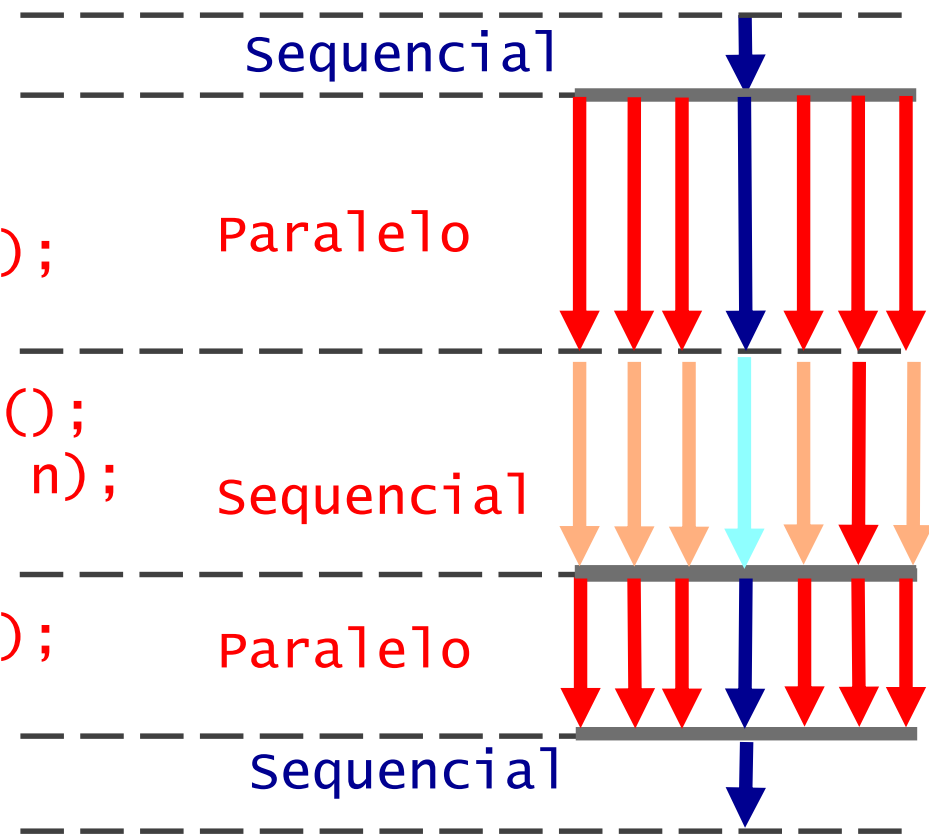 Sequencial
Paralelo
);
();
n);
Sequencial
);
Paralelo
Sequencial